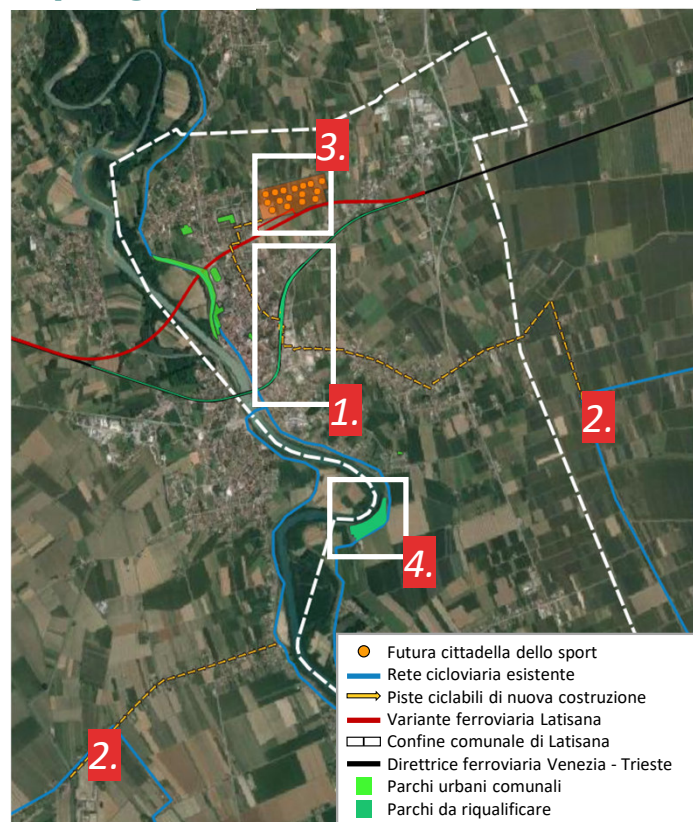 3.
1.
2.
4.
2.
Futura cittadella dello sport
Rete cicloviaria esistente
Piste ciclabili di nuova costruzione
Variante ferroviaria Latisana
Confine comunale di Latisana
Direttrice ferroviaria Venezia - Trieste
Parchi urbani comunali
Parchi da riqualificare